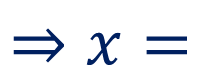 ⇒ 𝑥 =